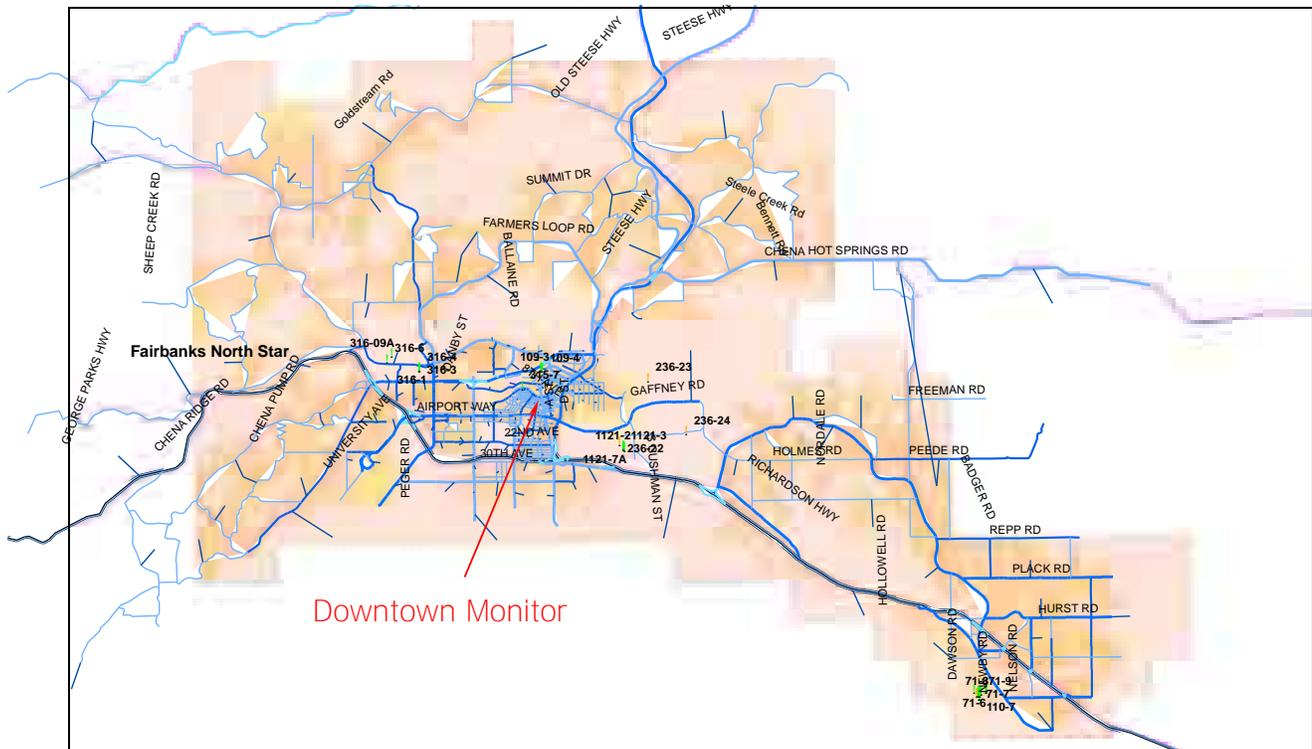 STEESE HWY
OLD STEESE HWY
Goldstream Rd
SUMMIT DR
SHEEP CREEK RD
Steele Creek Rd
Bennett Rd
FARMERS LOOP RD
STEESE HWY
BALLAINE RD
CHENA HOT SPRINGS RD
GEORGE PARKS HWY
Fairbanks North Star
316-09A
316-6
316-4
316-3
316-1
109-3
109-4
236-23
GAFFNEY RD
FREEMAN RD
CHENA RIDGE RD
CHENA PUMP RD
UNIVERSITY AVE
AIRPORT WAY
22ND AVE
30TH AVE
PEGER RD
236-24
1121-2
1121-3
236-22
1121-7A
HOLMES RD
PEEDE RD
RICHARDSON HWY
BADGER RD
REPP RD
PLACK RD
HOLLOWELL RD
HURST RD
DAWSON RD
NELSON RD
71-9
71-7
71-6
110-7
Downtown Monitor